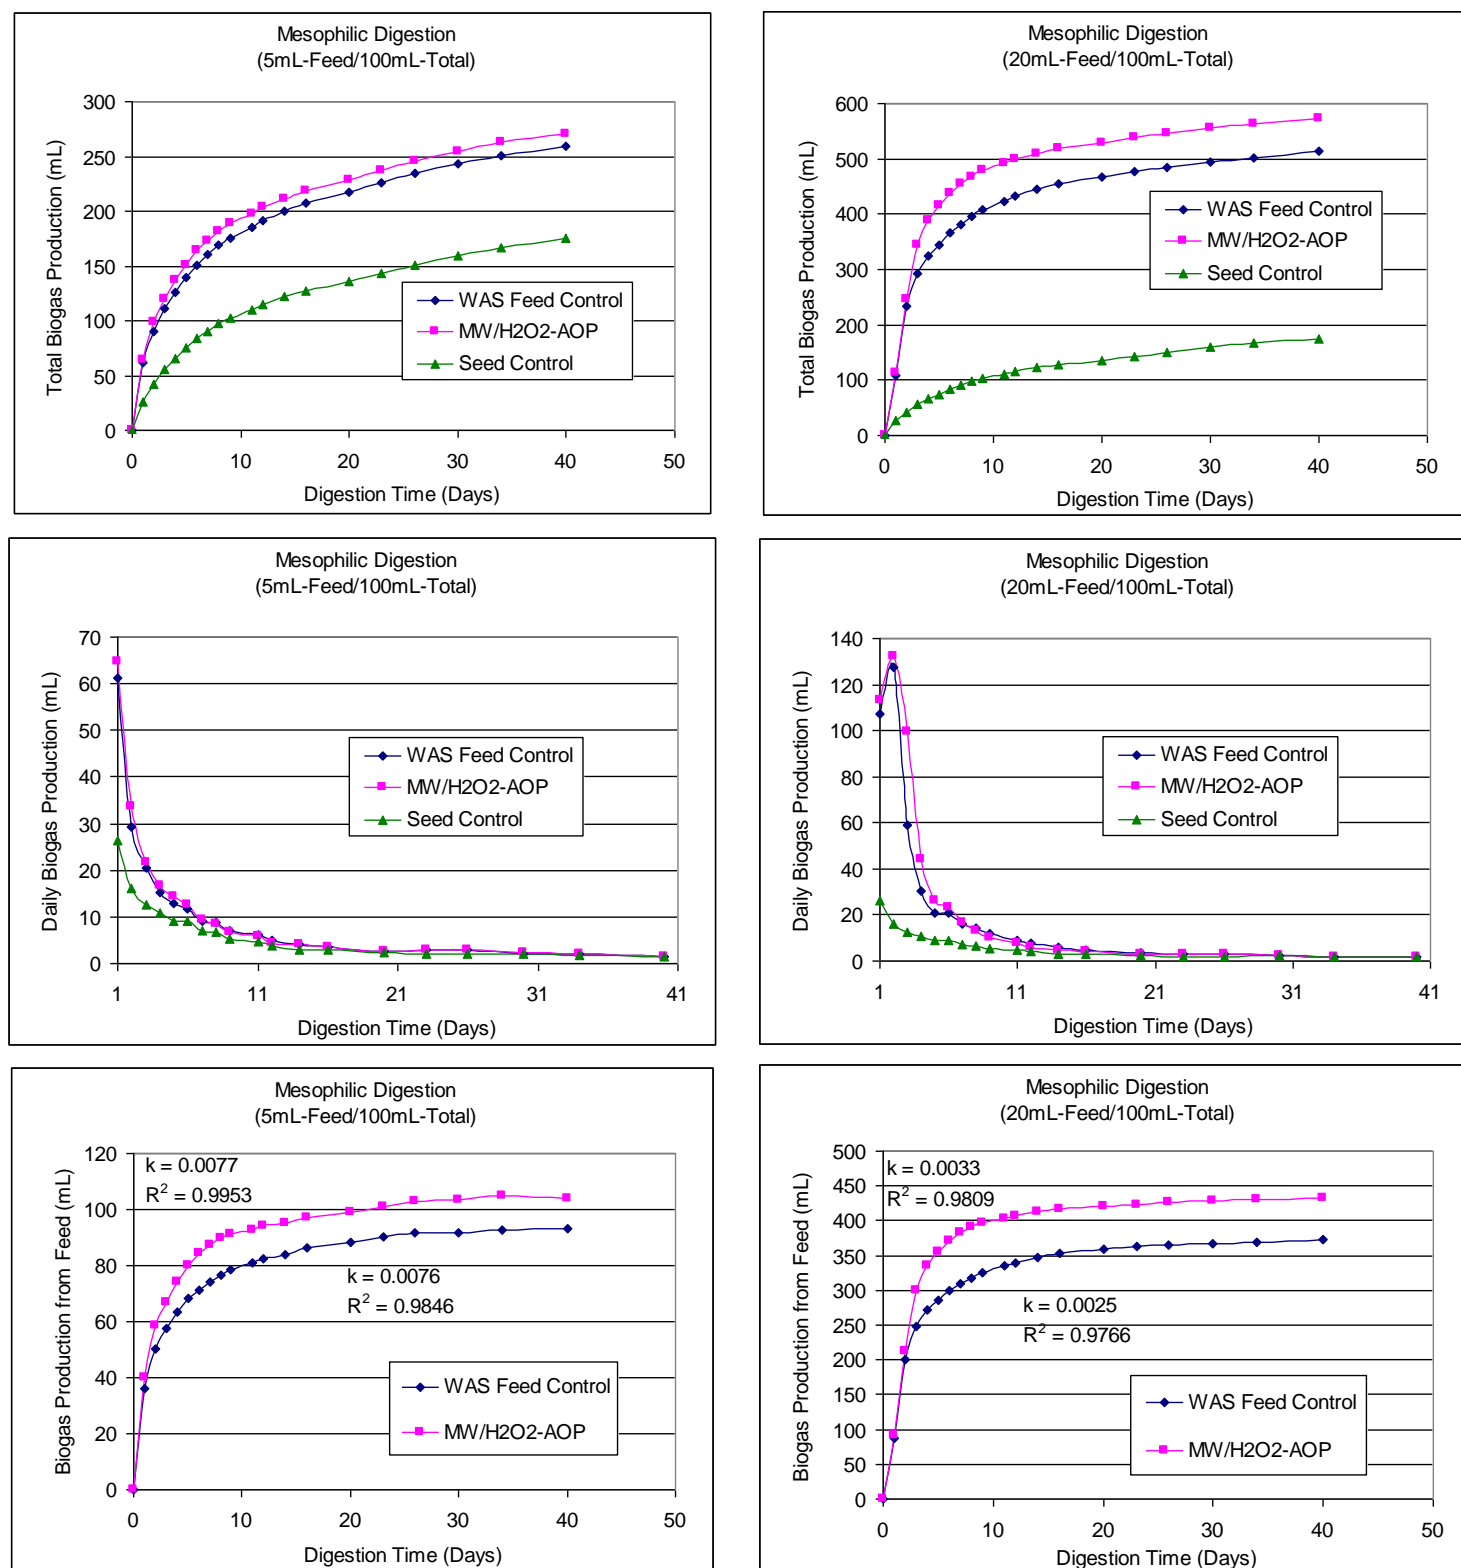 Mesophilic Digestion
(5mL-Feed/100mL-Total)
Total Biogas Production (mL)
300
250
200
150
100
50
0
0 10 20 30 40 50
Digestion Time (Days)
WAS Feed Control
MW/H2O2-AOP
Seed Control
Mesophilic Digestion
(20mL-Feed/100mL-Total)
Total Biogas Production (mL)
600
500
400
300
200
100
0
0 10 20 30 40 50
Digestion Time (Days)
WAS Feed Control
MW/H2O2-AOP
Seed Control
Mesophilic Digestion
(5mL-Feed/100mL-Total)
Daily Biogas Production (mL)
70
60
50
40
30
20
10
0
1 11 21 31 41
Digestion Time (Days)
WAS Feed Control
MW/H2O2-AOP
Seed Control
Mesophilic Digestion
(20mL-Feed/100mL-Total)
Daily Biogas Production (mL)
140
120
100
80
60
40
20
0
1 11 21 31 41
Digestion Time (Days)
WAS Feed Control
MW/H2O2-AOP
Seed Control
Mesophilic Digestion
(5mL-Feed/100mL-Total)
Biogas Production from Feed (mL)
120
100
80
60
40
20
0
k = 0.0077
R² = 0.9953
k = 0.0076
R² = 0.9846
WAS Feed Control
MW/H2O2-AOP
0 10 20 30 40 50
Digestion Time (Days)
Mesophilic Digestion
(20mL-Feed/100mL-Total)
Biogas Production from Feed (mL)
500
450
400
350
300
250
200
150
100
50
0
k = 0.0033
R² = 0.9809
k = 0.0025
R² = 0.9766
WAS Feed Control
MW/H2O2-AOP
0 10 20 30 40 50
Digestion Time (Days)